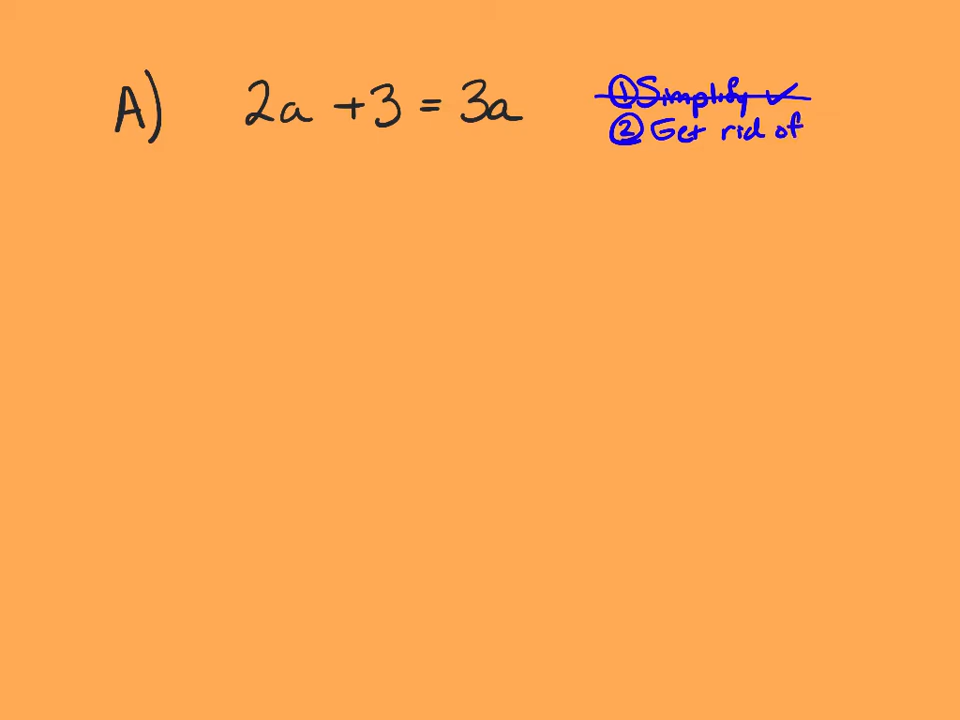 A) 2a + 3 = 3a
① Simplify ✓
② Get rid of